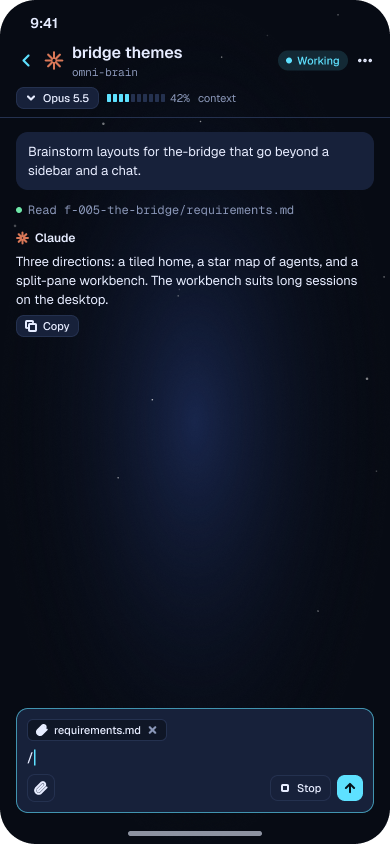 9:41
bridge themes
omni-brain
Working
Opus 5.5
42% context
Brainstorm layouts for the-bridge that go beyond a
sidebar and a chat.
Read f-005-the-bridge/requirements.md
Claude
Three directions: a tiled home, a star map of agents, and a
split-pane workbench. The workbench suits long sessions
on the desktop.
Copy
requirements.md
/
Stop